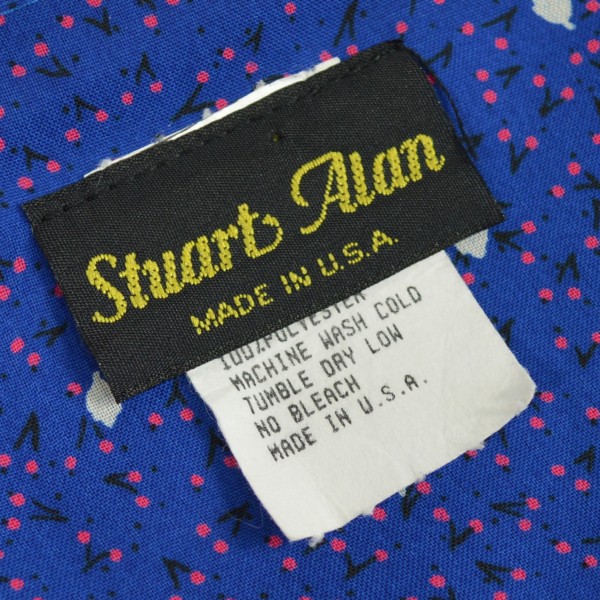 Stuart Alan
MADE IN U.S.A.
100% POLYESTER
MACHINE WASH COLD
TUMBLE DRY LOW
NO BLEACH
MADE IN U.S.A.